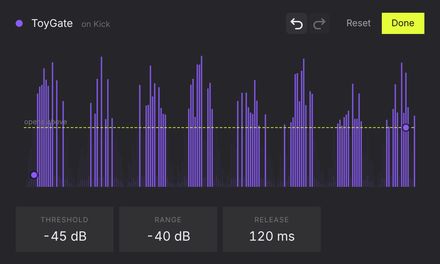 ToyGate on Kick Reset Done
opens above
THRESHOLD RANGE RELEASE
-45 dB -40 dB 120 ms